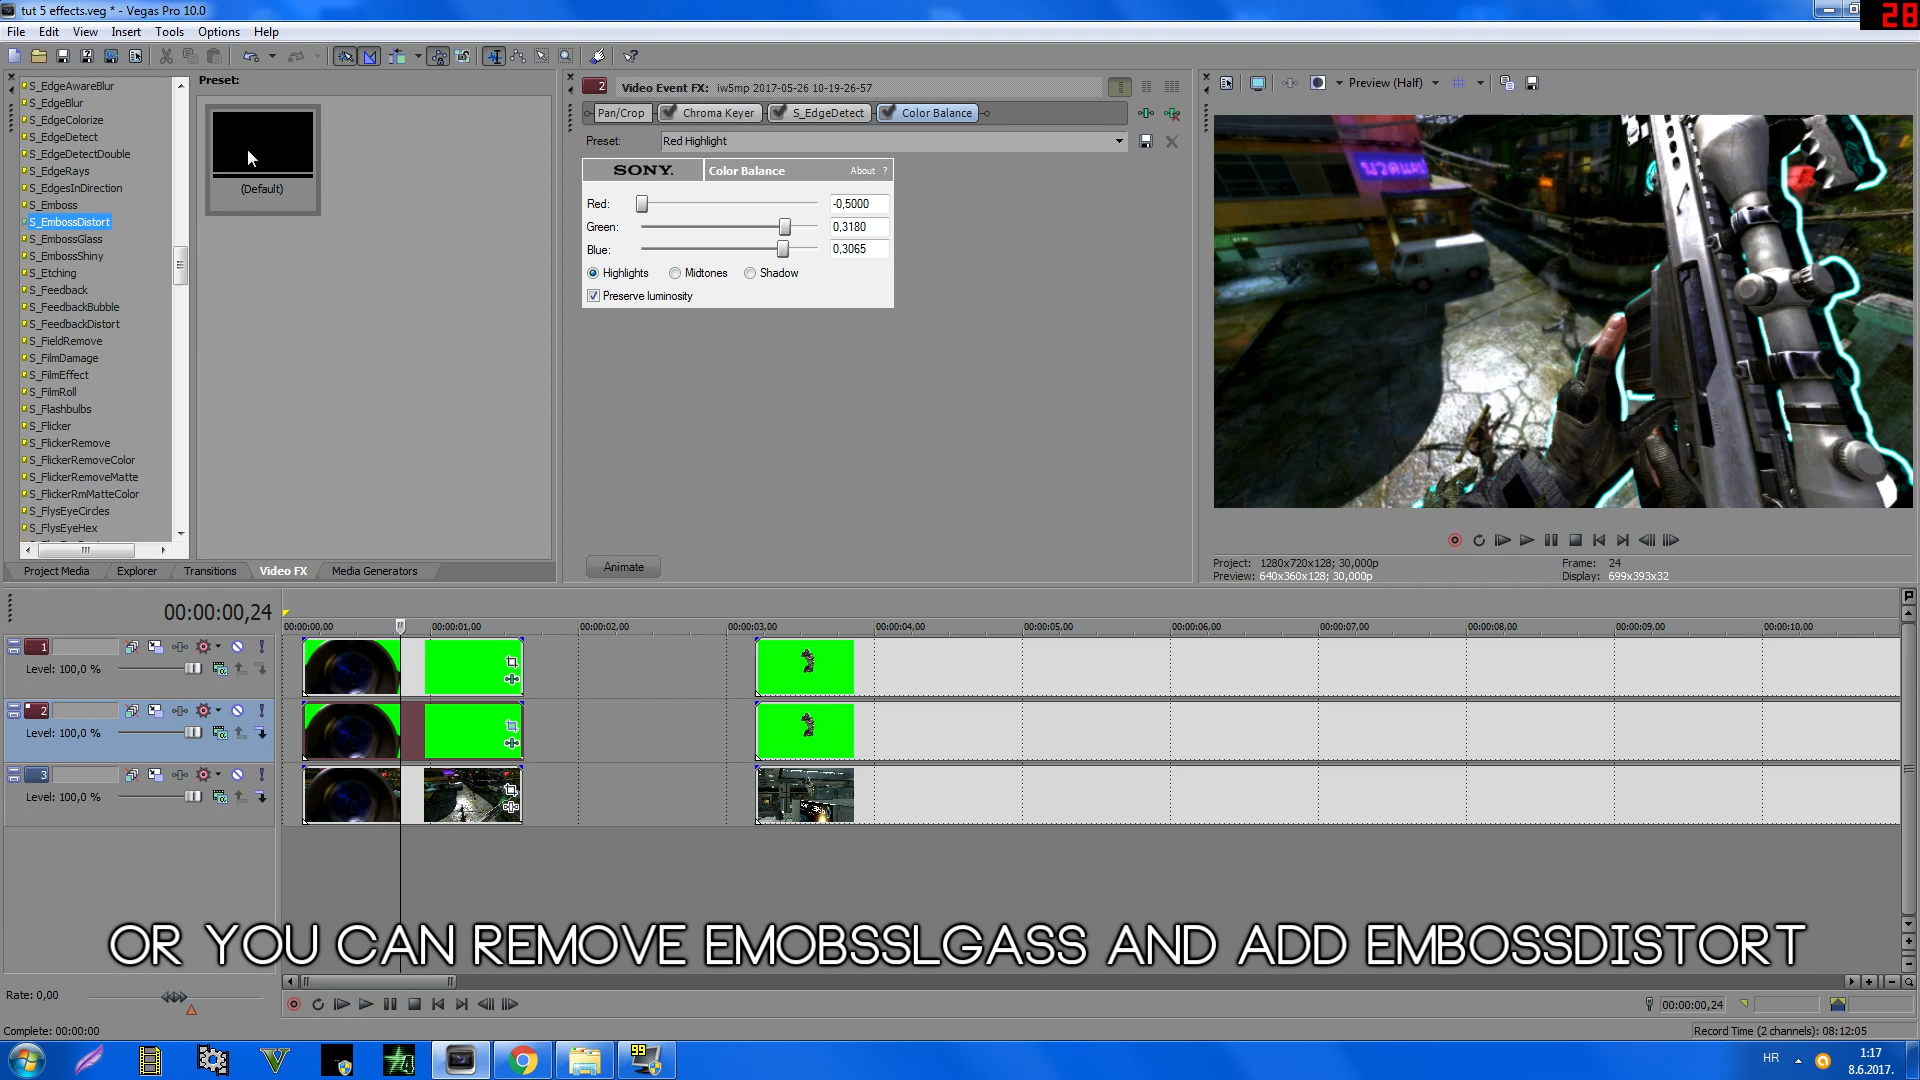 tut 5 effects.veg * - Vegas Pro 10.0
28
File Edit View Insert Tools Options Help
S_EdgeAwareBlur
S_EdgeBlur
S_EdgeColorize
S_EdgeDetect
S_EdgeDetectDouble
S_EdgeRays
S_EdgesInDirection
S_Emboss
S_EmbossDistort
S_EmbossGlass
S_EmbossShiny
S_Etching
S_Feedback
S_FeedbackBubble
S_FeedbackDistort
S_FieldRemove
S_FilmDamage
S_FilmEffect
S_FilmRoll
S_Flashbulbs
S_Flicker
S_FlickerRemove
S_FlickerRemoveColor
S_FlickerRemoveMatte
S_FlickerRmMatteColor
S_FlysEyeCircles
S_FlysEyeHex
Preset:
(Default)
Project Media Explorer Transitions Video FX Media Generators
2 Video Event FX: iw5mp 2017-05-26 10-19-26-57
Pan/Crop Chroma Keyer S_EdgeDetect Color Balance
Preset: Red Highlight
SONY. Color Balance About ?
Red: -0,5000
Green: 0,3180
Blue: 0,3065
Highlights Midtones Shadow
Preserve luminosity
Animate
Preview (Half)
Project: 1280x720x128; 30,000p Frame: 24
Preview: 640x360x128; 30,000p Display: 699x393x32
00:00:00,24
00:00:00,00 00:00:01,00 00:00:02,00 00:00:03,00 00:00:04,00 00:00:05,00 00:00:06,00 00:00:07,00 00:00:08,00 00:00:09,00 00:00:10,00
1
Level: 100,0 %
2
Level: 100,0 %
3
Level: 100,0 %
OR YOU CAN REMOVE EMOBSSLGASS AND ADD EMBOSSDISTORT
Rate: 0,00
00:00:00,24
Complete: 00:00:00
Record Time (2 channels): 08:12:05
99
HR
1:17
8.6.2017.